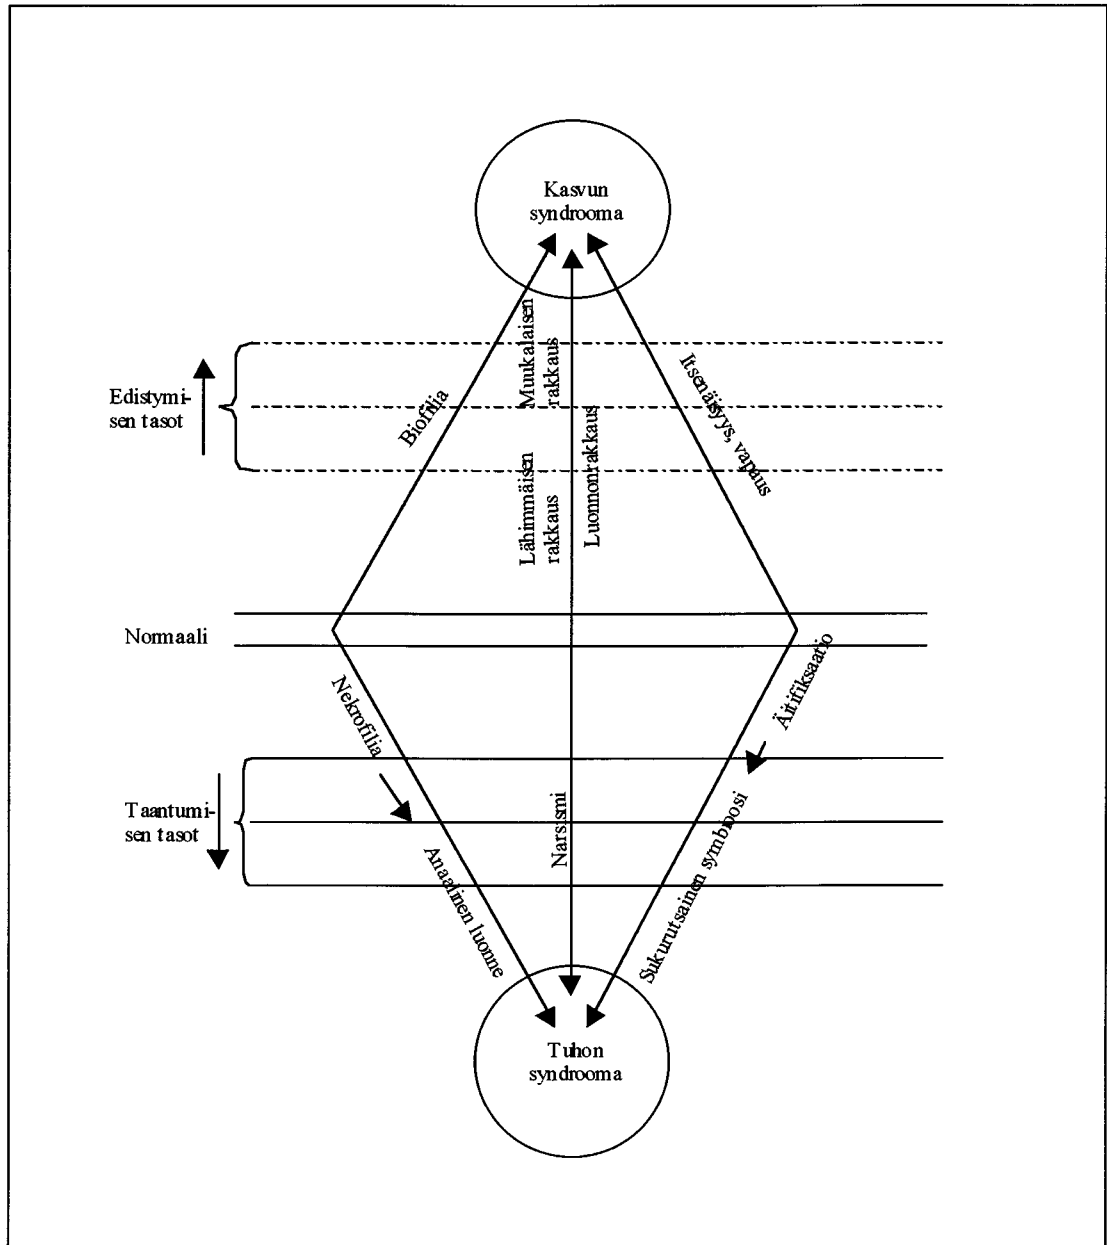 Kasvun
syndrooma
Muukalaisen
rakkaus
Edistymi-
sen tasot
Biofilia
Itsenäisyys, vapaus
Luonnonrakkaus
Lähimmäisen
rakkaus
Normaali
Nekrofilia
Äitifiksaatio
Taantumi-
sen tasot
Narsismi
Anaalinen luonne
Sukurutsainen symbioosi
Tuhon
syndrooma